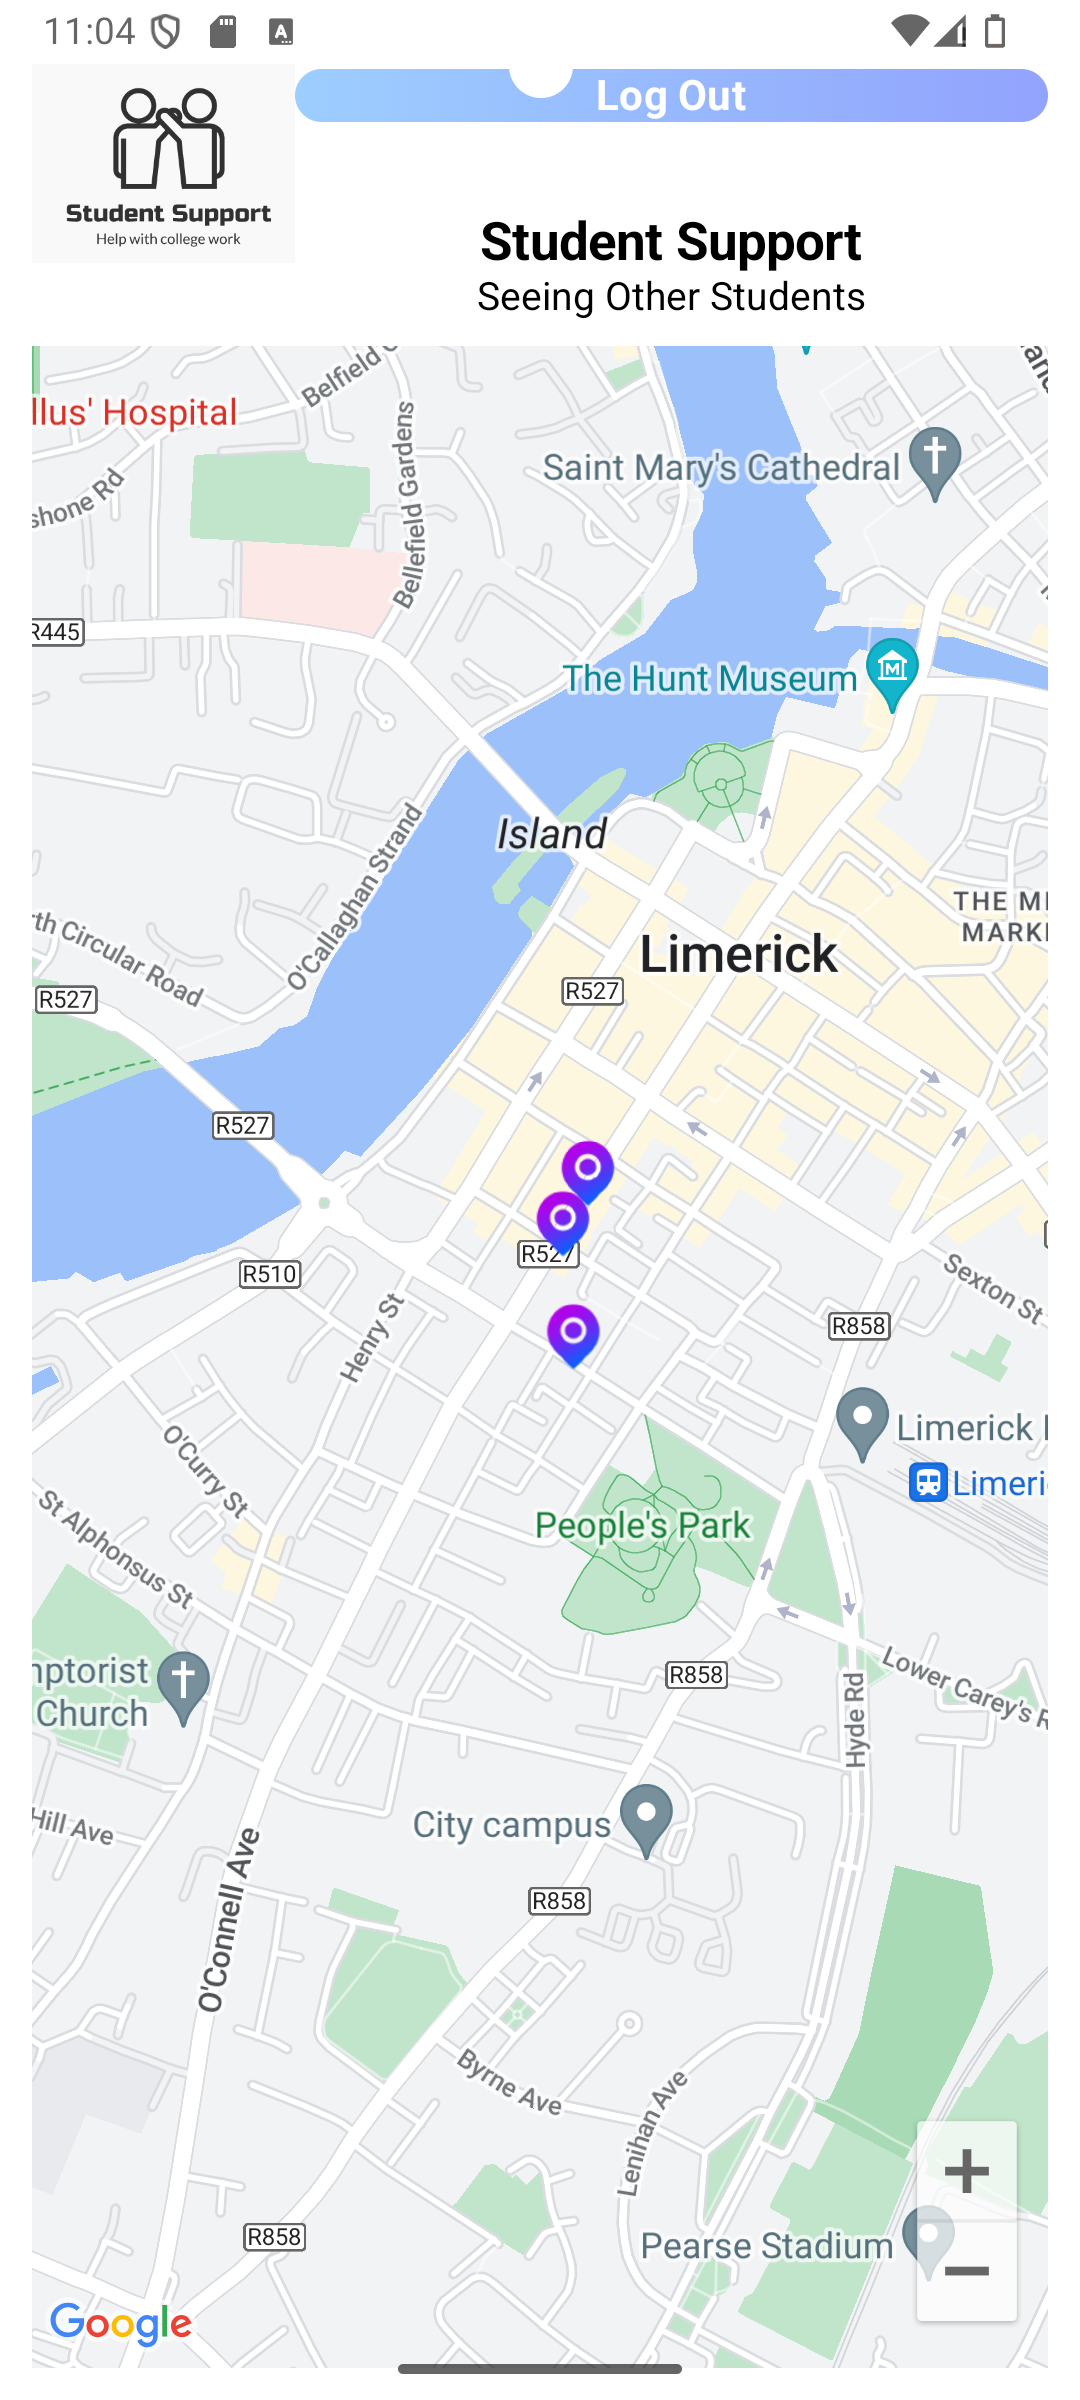 11:04
Log Out
Student Support
Help with college work
Student Support
Seeing Other Students
Belfield
llus' Hospital
Bellefield Gardens
Saint Mary's Cathedral
shone Rd
R445
The Hunt Museum
Island
O'Callaghan Strand
THE
rth Circular Road
Limerick
R527
R527
R527
R527
R510
Henry St
Sexton St
R858
Limerick
O'Curry St
Limeri
St Alphonsus St
People's Park
nptorist
Church
R858
Lower Carey's R
Hyde Rd
Hill Ave
City campus
O'Connell Ave
R858
Byrne Ave
Lenihan Ave
R858
Pearse Stadium
Google